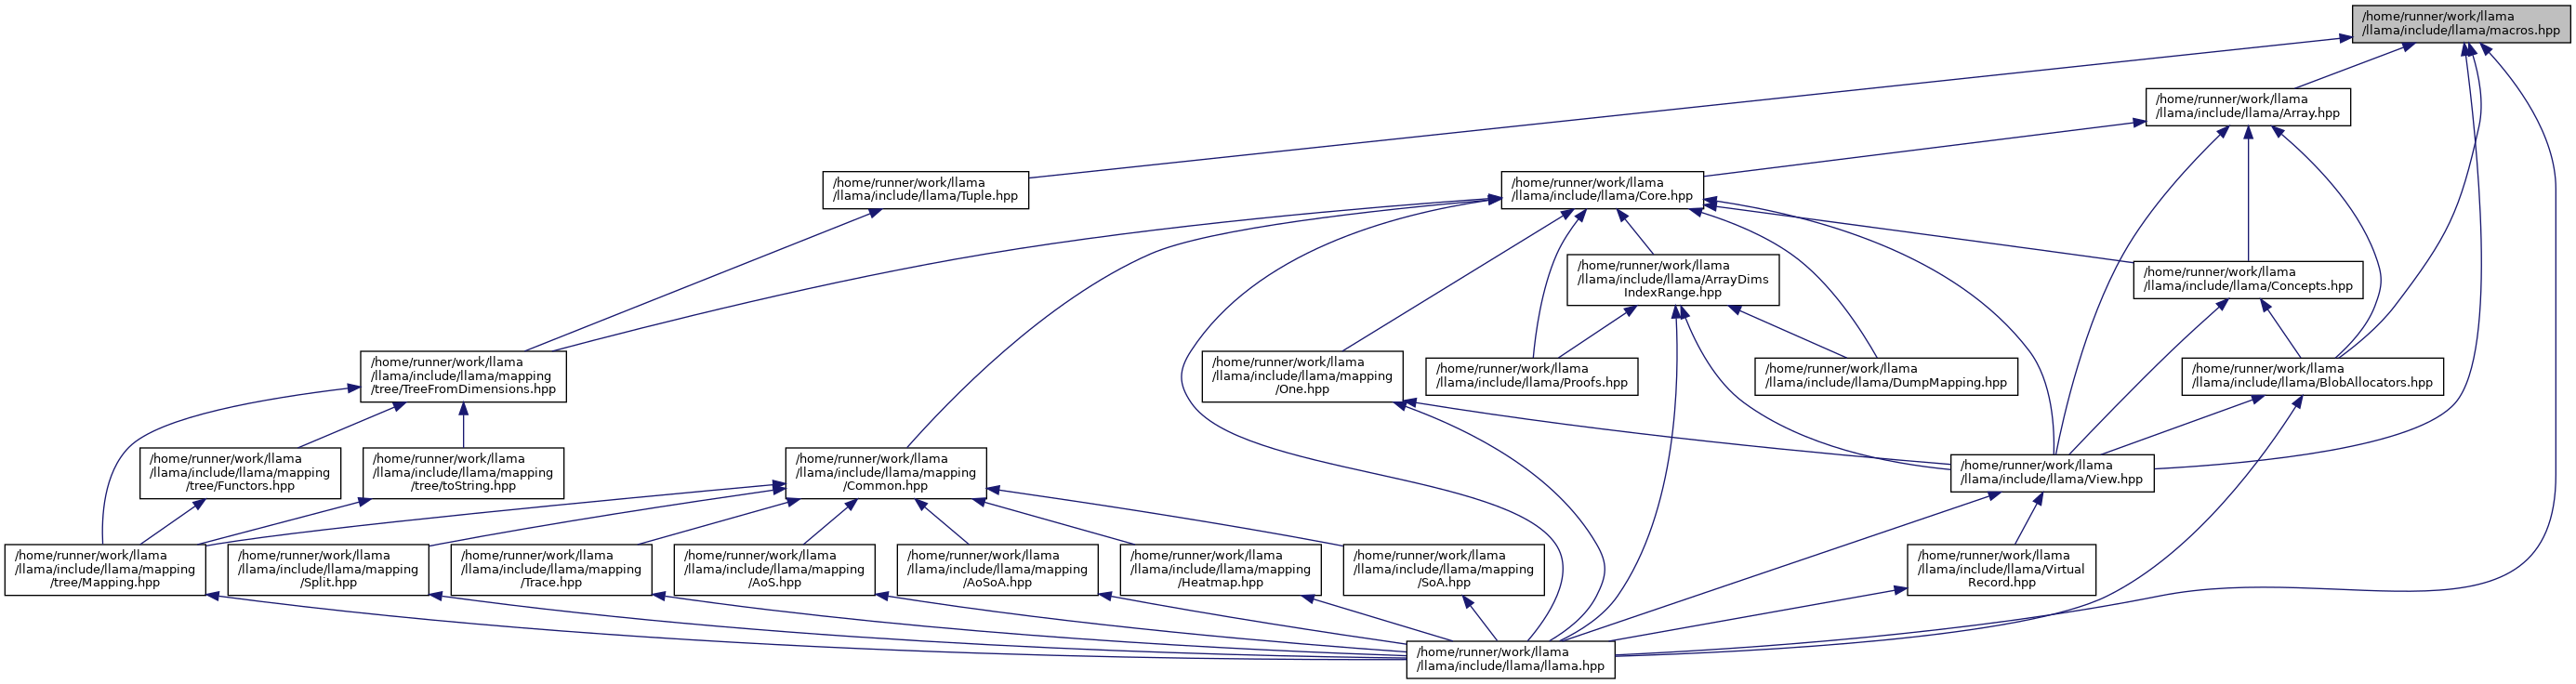 /home/runner/work/llama
/llama/include/llama/macros.hpp
/home/runner/work/llama
/llama/include/llama/Array.hpp
/home/runner/work/llama
/llama/include/llama/Tuple.hpp
/home/runner/work/llama
/llama/include/llama/Core.hpp
/home/runner/work/llama
/llama/include/llama/ArrayDims
IndexRange.hpp
/home/runner/work/llama
/llama/include/llama/Concepts.hpp
/home/runner/work/llama
/llama/include/llama/mapping
/tree/TreeFromDimensions.hpp
/home/runner/work/llama
/llama/include/llama/mapping
/One.hpp
/home/runner/work/llama
/llama/include/llama/Proofs.hpp
/home/runner/work/llama
/llama/include/llama/DumpMapping.hpp
/home/runner/work/llama
/llama/include/llama/BlobAllocators.hpp
/home/runner/work/llama
/llama/include/llama/mapping
/tree/Functors.hpp
/home/runner/work/llama
/llama/include/llama/mapping
/tree/toString.hpp
/home/runner/work/llama
/llama/include/llama/mapping
/Common.hpp
/home/runner/work/llama
/llama/include/llama/View.hpp
/home/runner/work/llama
/llama/include/llama/mapping
/tree/Mapping.hpp
/home/runner/work/llama
/llama/include/llama/mapping
/Split.hpp
/home/runner/work/llama
/llama/include/llama/mapping
/Trace.hpp
/home/runner/work/llama
/llama/include/llama/mapping
/AoS.hpp
/home/runner/work/llama
/llama/include/llama/mapping
/AoSoA.hpp
/home/runner/work/llama
/llama/include/llama/mapping
/Heatmap.hpp
/home/runner/work/llama
/llama/include/llama/mapping
/SoA.hpp
/home/runner/work/llama
/llama/include/llama/Virtual
Record.hpp
/home/runner/work/llama
/llama/include/llama/llama.hpp